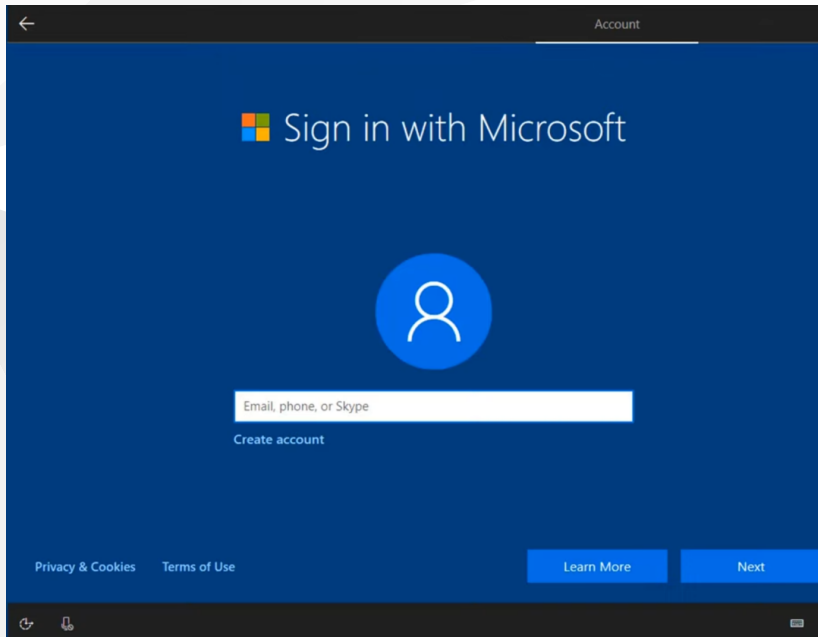 Account
Sign in with Microsoft
Email, phone, or Skype
Create account
Privacy & Cookies Terms of Use Learn More Next